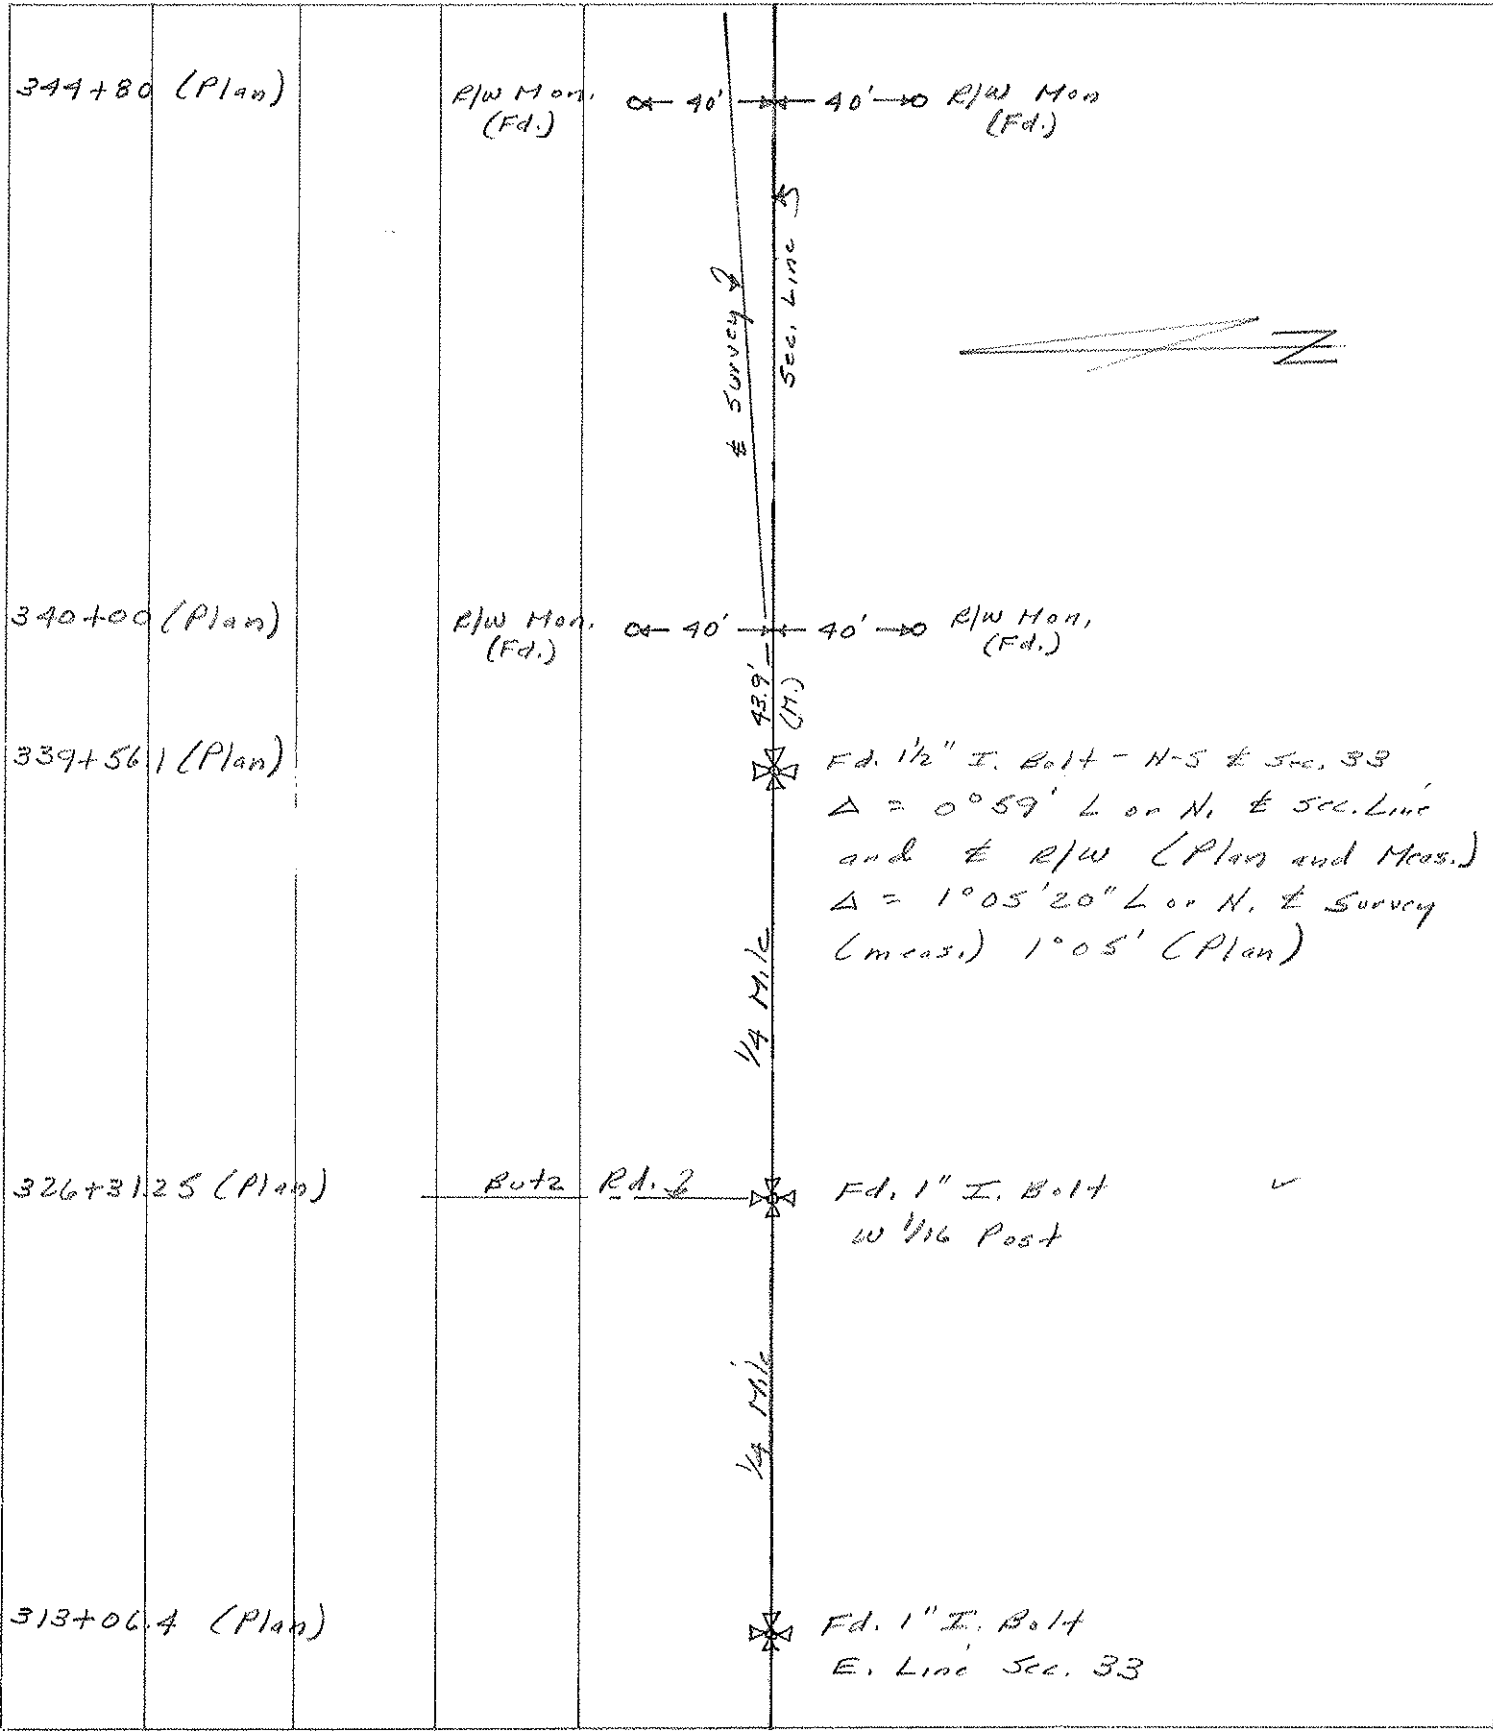 344+80 (Plan)
R/W Mon.
(Fd.)
40'
40'
R/W Mon
(Fd.)
℄ Survey
Sec. Line
N
340+00 (Plan)
R/W Mon.
(Fd.)
40'
40'
R/W Mon.
(Fd.)
43.9'
(M.)
339+56.1 (Plan)
Fd. 1½" I. Bolt - N-S ℄ Sec. 33
Δ = 0°59' L or N. ℄ Sec. Line
and ℄ R/W (Plan and Meas.)
Δ = 1°05'20" L or N. ℄ Survey
(meas.) 1°05' (Plan)
1/4 Mile
326+31.25 (Plan)
Butz Rd.
Fd. 1" I. Bolt
W 1/16 Post
1/4 Mile
313+06.4 (Plan)
Fd. 1" I. Bolt
E. Line Sec. 33